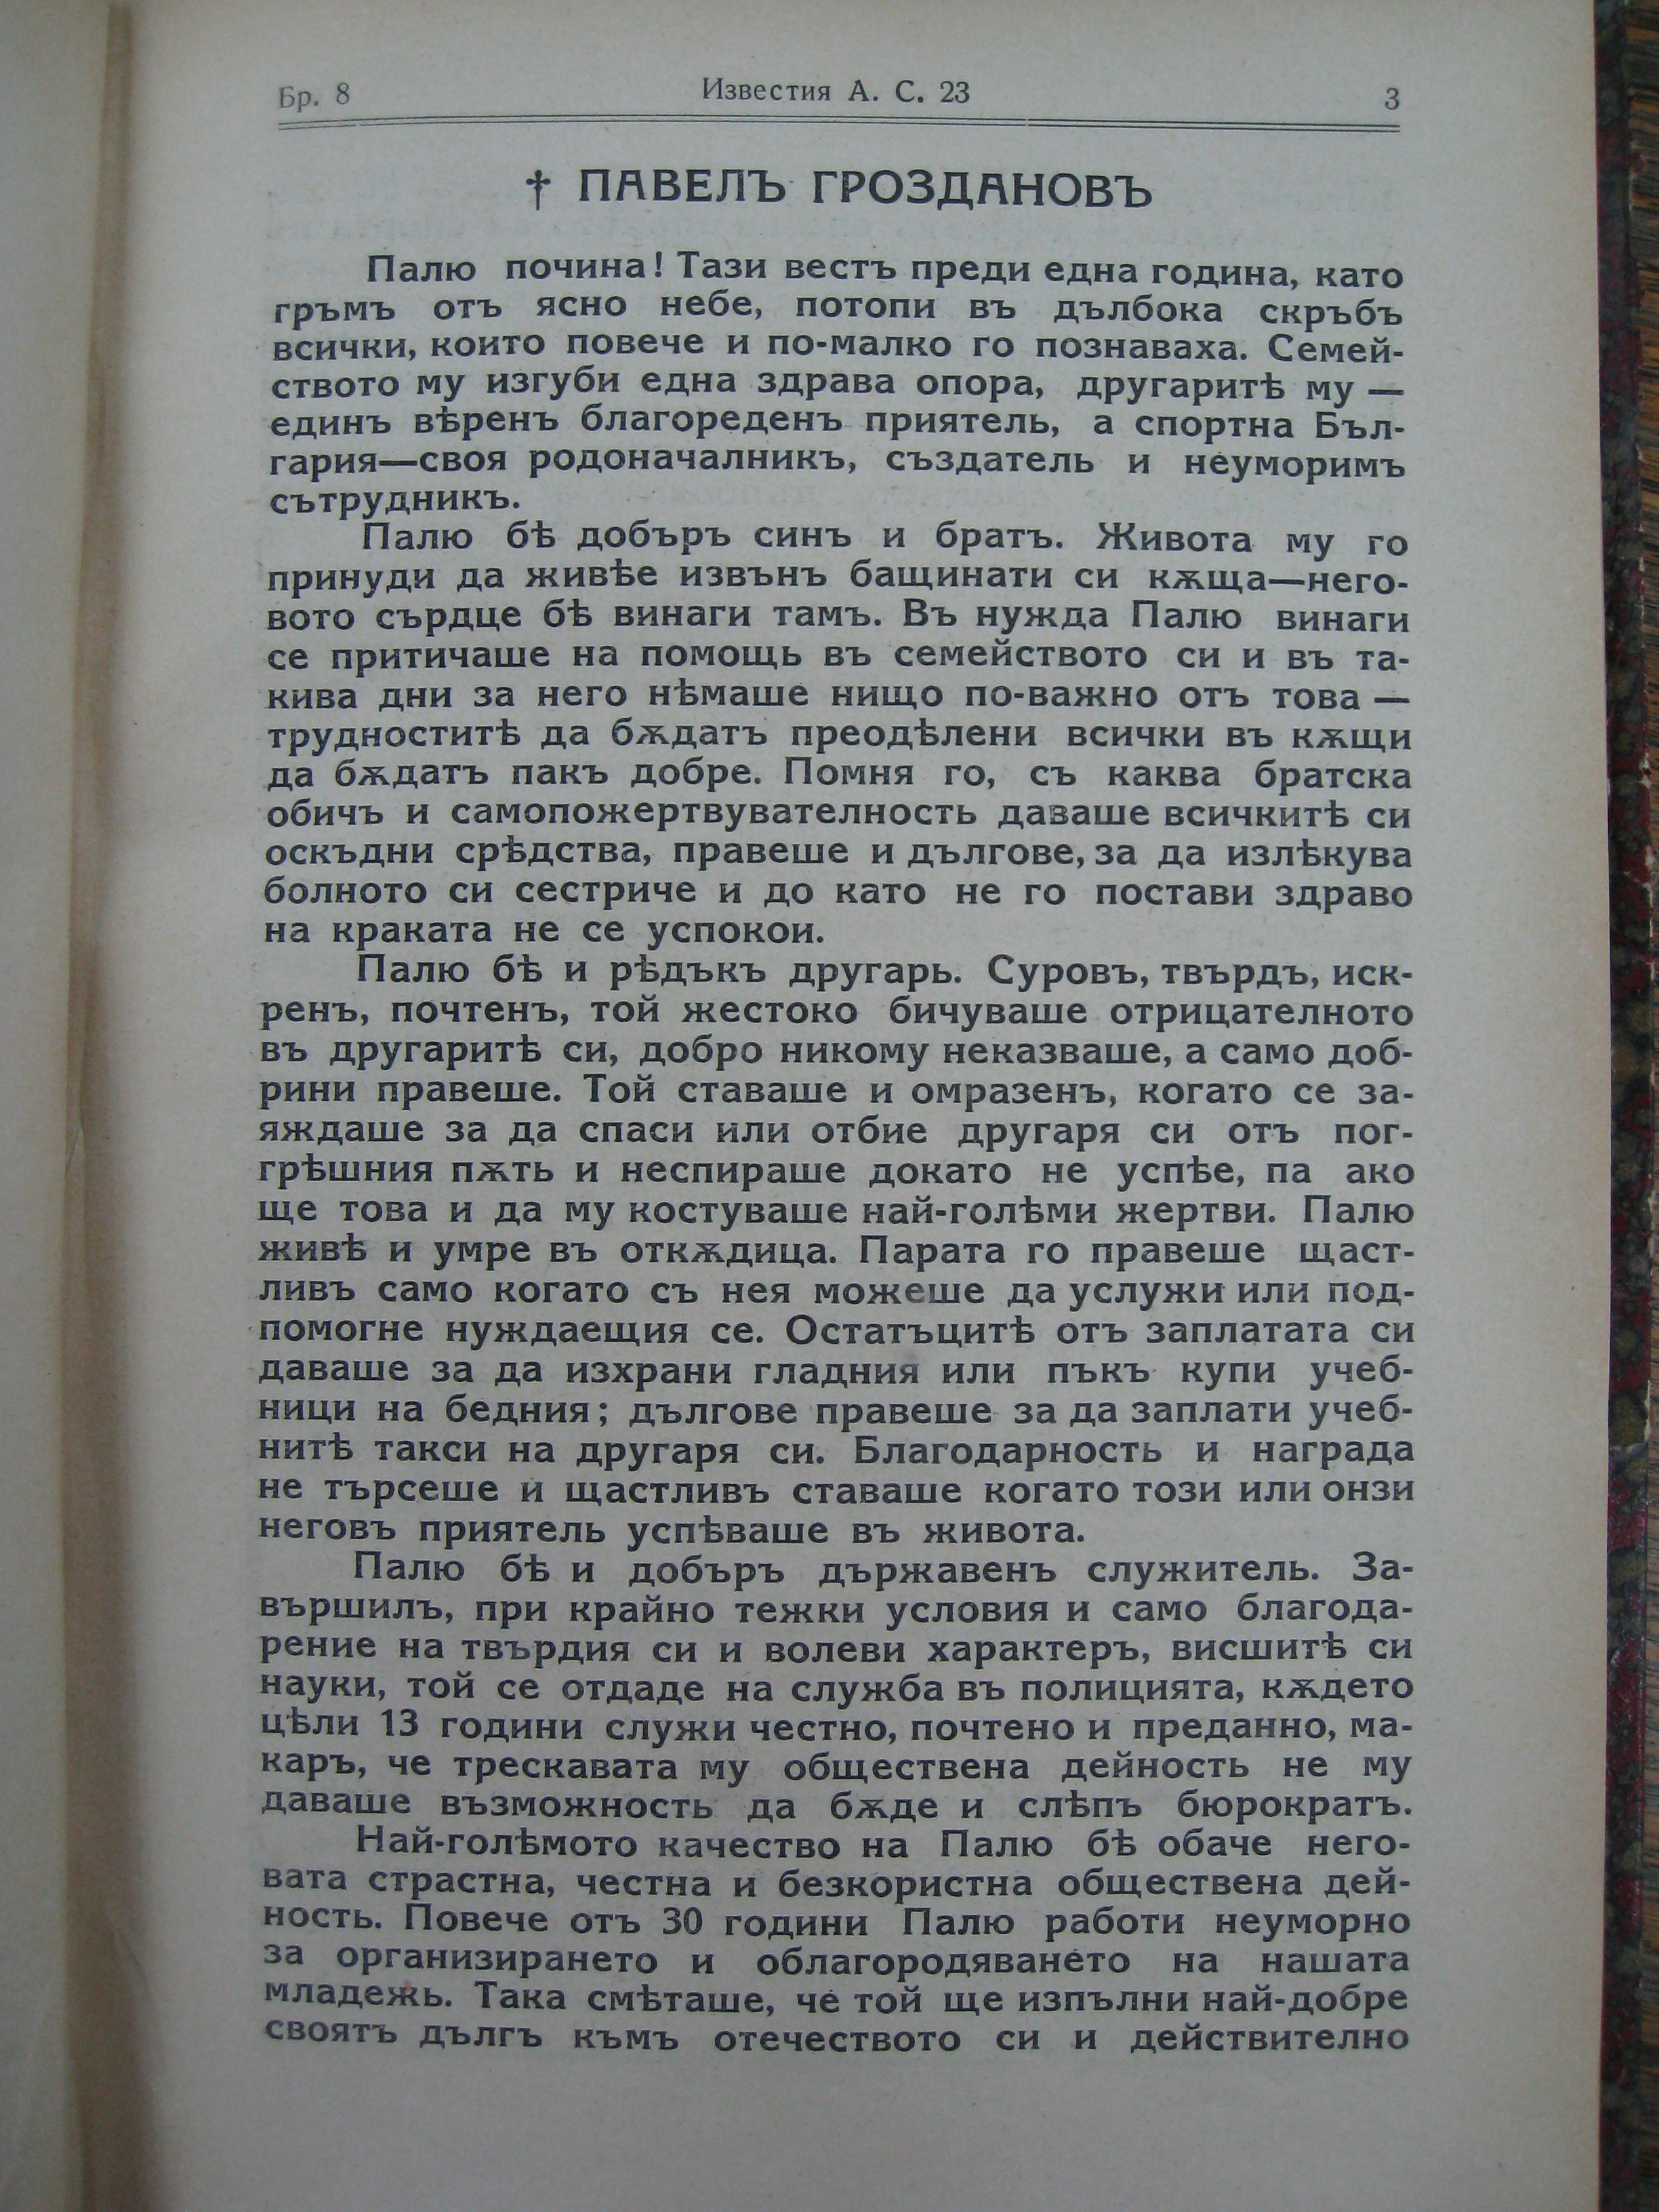 Бр. 8 Известия А. С. 23 3
† ПАВЕЛЪ ГРОЗДАНОВЪ
Палю почина! Тази весть преди една година, като
гръмъ отъ ясно небе, потопи въ дълбока скръбъ
всички, които повече и по-малко го познаваха. Семей-
ството му изгуби една здрава опора, другаритѣ му —
единъ вѣренъ благореденъ приятель, а спортна Бъл-
гария—своя родоначалникъ, създатель и неуморимъ
сътрудникъ.
Палю бѣ добъръ синъ и братъ. Живота му го
принуди да живѣе извънъ бащинати си кѫща—него-
вото сърдце бѣ винаги тамъ. Въ нужда Палю винаги
се притичаше на помощь въ семейството си и въ та-
кива дни за него нѣмаше нищо по-важно отъ това —
трудноститѣ да бѫдатъ преодѣлени всички въ кѫщи
да бѫдатъ пакъ добре. Помня го, съ каква братска
обичъ и самопожертвувателность даваше всичкитѣ си
оскъдни срѣдства, правеше и дългове, за да излѣкува
болното си сестриче и до като не го постави здраво
на краката не се успокои.
Палю бѣ и рѣдъкъ другарь. Суровъ, твърдъ, иск-
ренъ, почтенъ, той жестоко бичуваше отрицателното
въ другаритѣ си, добро никому неказваше, а само доб-
рини правеше. Той ставаше и омразенъ, когато се за-
яждаше за да спаси или отбие другаря си отъ пог-
грѣшния пѫть и неспираше докато не успѣе, па ако
ще това и да му костуваше най-голѣми жертви. Палю
живѣ и умре въ откѫдица. Парата го правеше щаст-
ливъ само когато съ нея можеше да услужи или под-
помогне нуждаещия се. Остатъцитѣ отъ заплатата си
даваше за да изхрани гладния или пъкъ купи учеб-
ници на бедния; дългове правеше за да заплати учеб-
нитѣ такси на другаря си. Благодарность и награда
не търсеше и щастливъ ставаше когато този или онзи
неговъ приятель успѣваше въ живота.
Палю бѣ и добъръ държавенъ служитель. За-
вършилъ, при крайно тежки условия и само благода-
рение на твърдия си и волеви характеръ, висшитѣ си
науки, той се отдаде на служба въ полицията, кѫдето
цѣли 13 години служи честно, почтено и преданно, ма-
каръ, че трескавата му обществена дейность не му
даваше възможность да бѫде и слѣпъ бюрократъ.
Най-голѣмото качество на Палю бѣ обаче него-
вата страстна, честна и безкористна обществена дей-
ность. Повече отъ 30 години Палю работи неуморно
за организирането и облагородяването на нашата
младежь. Така смѣташе, че той ще изпълни най-добре
своятъ дългъ къмъ отечеството си и действително